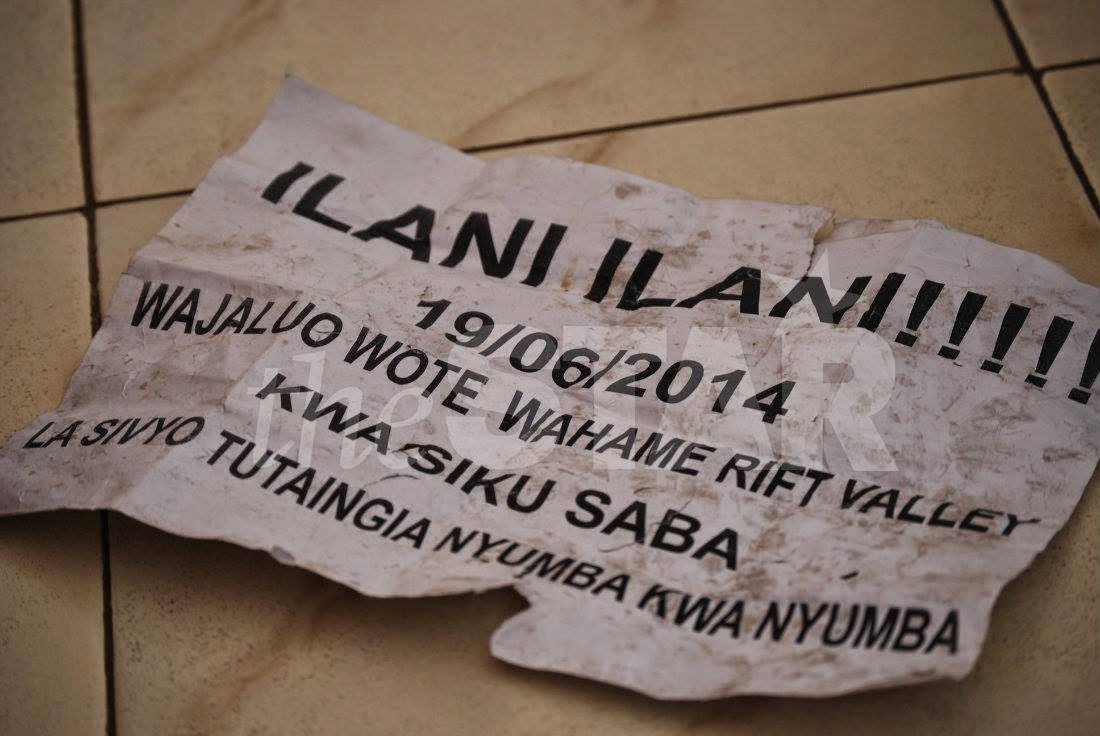 ILANI ILANI!!!!!
19/06/2014
WAJALUO WOTE WAHAME RIFT VALLEY
KWA SIKU SABA
LA SIVYO TUTAINGIA NYUMBA KWA NYUMBA
the STAR